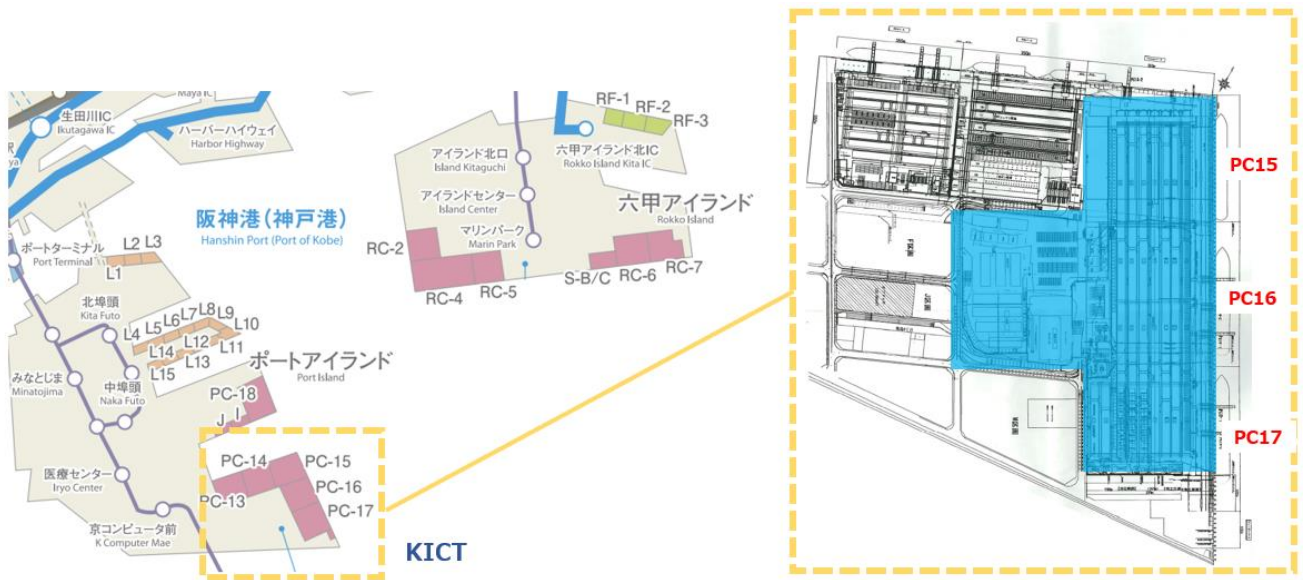 生田川IC
Ikutagawa IC
Maya IC
ハーバーハイウェイ
Harbor Highway
RF-1
RF-2
RF-3
六甲アイランド北IC
Rokko Island Kita IC
アイランド北口
Island Kitaguchi
アイランドセンター
Island Center
マリンパーク
Marin Park
六甲アイランド
Rokko Island
RC-2
RC-4
RC-5
S-B/C
RC-6
RC-7
阪神港(神戸港)
Hanshin Port (Port of Kobe)
ポートターミナル
Port Terminal
L1
L2
L3
北埠頭
Kita Futo
L4
L5
L6
L7
L8
L9
L10
L11
L12
L13
L14
L15
みなとじま
Minatojima
中埠頭
Naka Futo
ポートアイランド
Port Island
PC-18
I
J
PC-13
PC-14
PC-15
PC-16
PC-17
医療センター
Iryo Center
京コンピュータ前
K Computer Mae
KICT
PC15
PC16
PC17